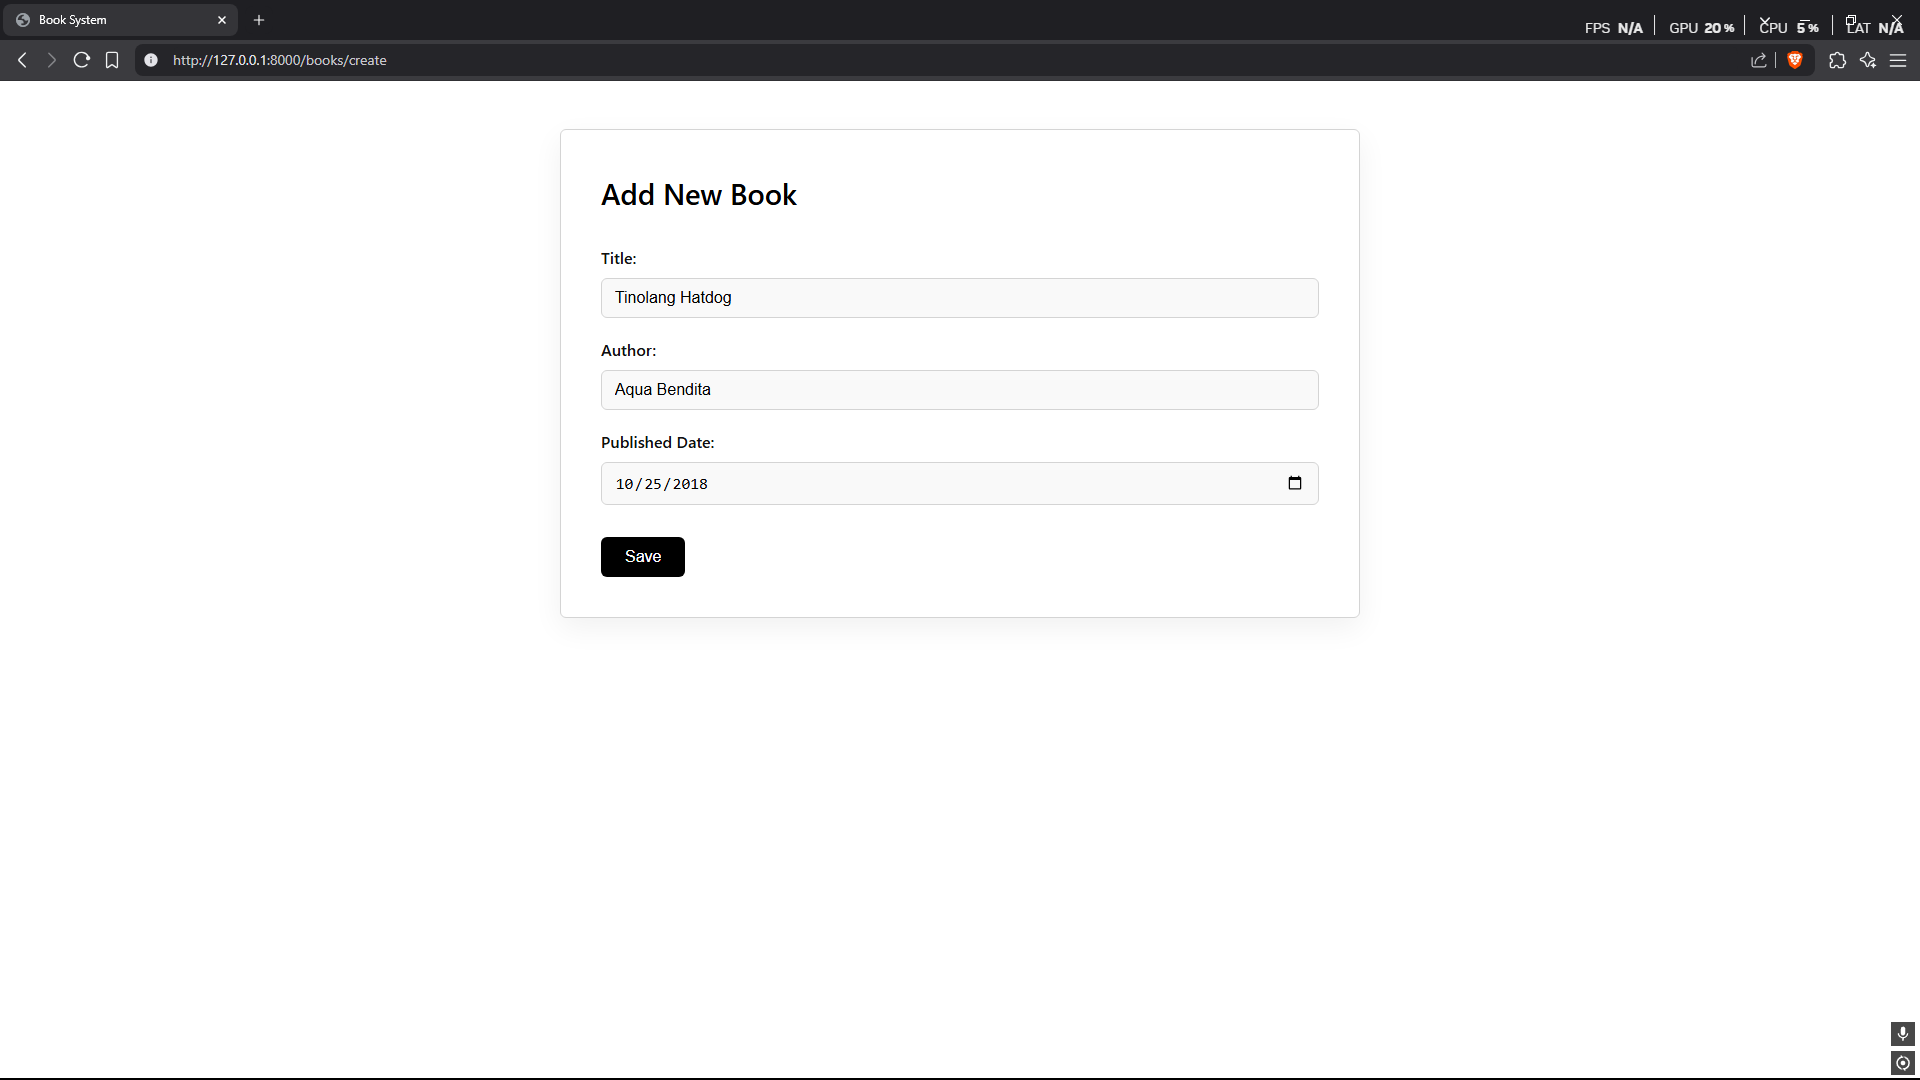 Book System
FPS N/A GPU 20 % CPU 5 % LAT N/A
http://127.0.0.1:8000/books/create
Add New Book
Title:
Tinolang Hatdog
Author:
Aqua Bendita
Published Date:
10/25/2018
Save